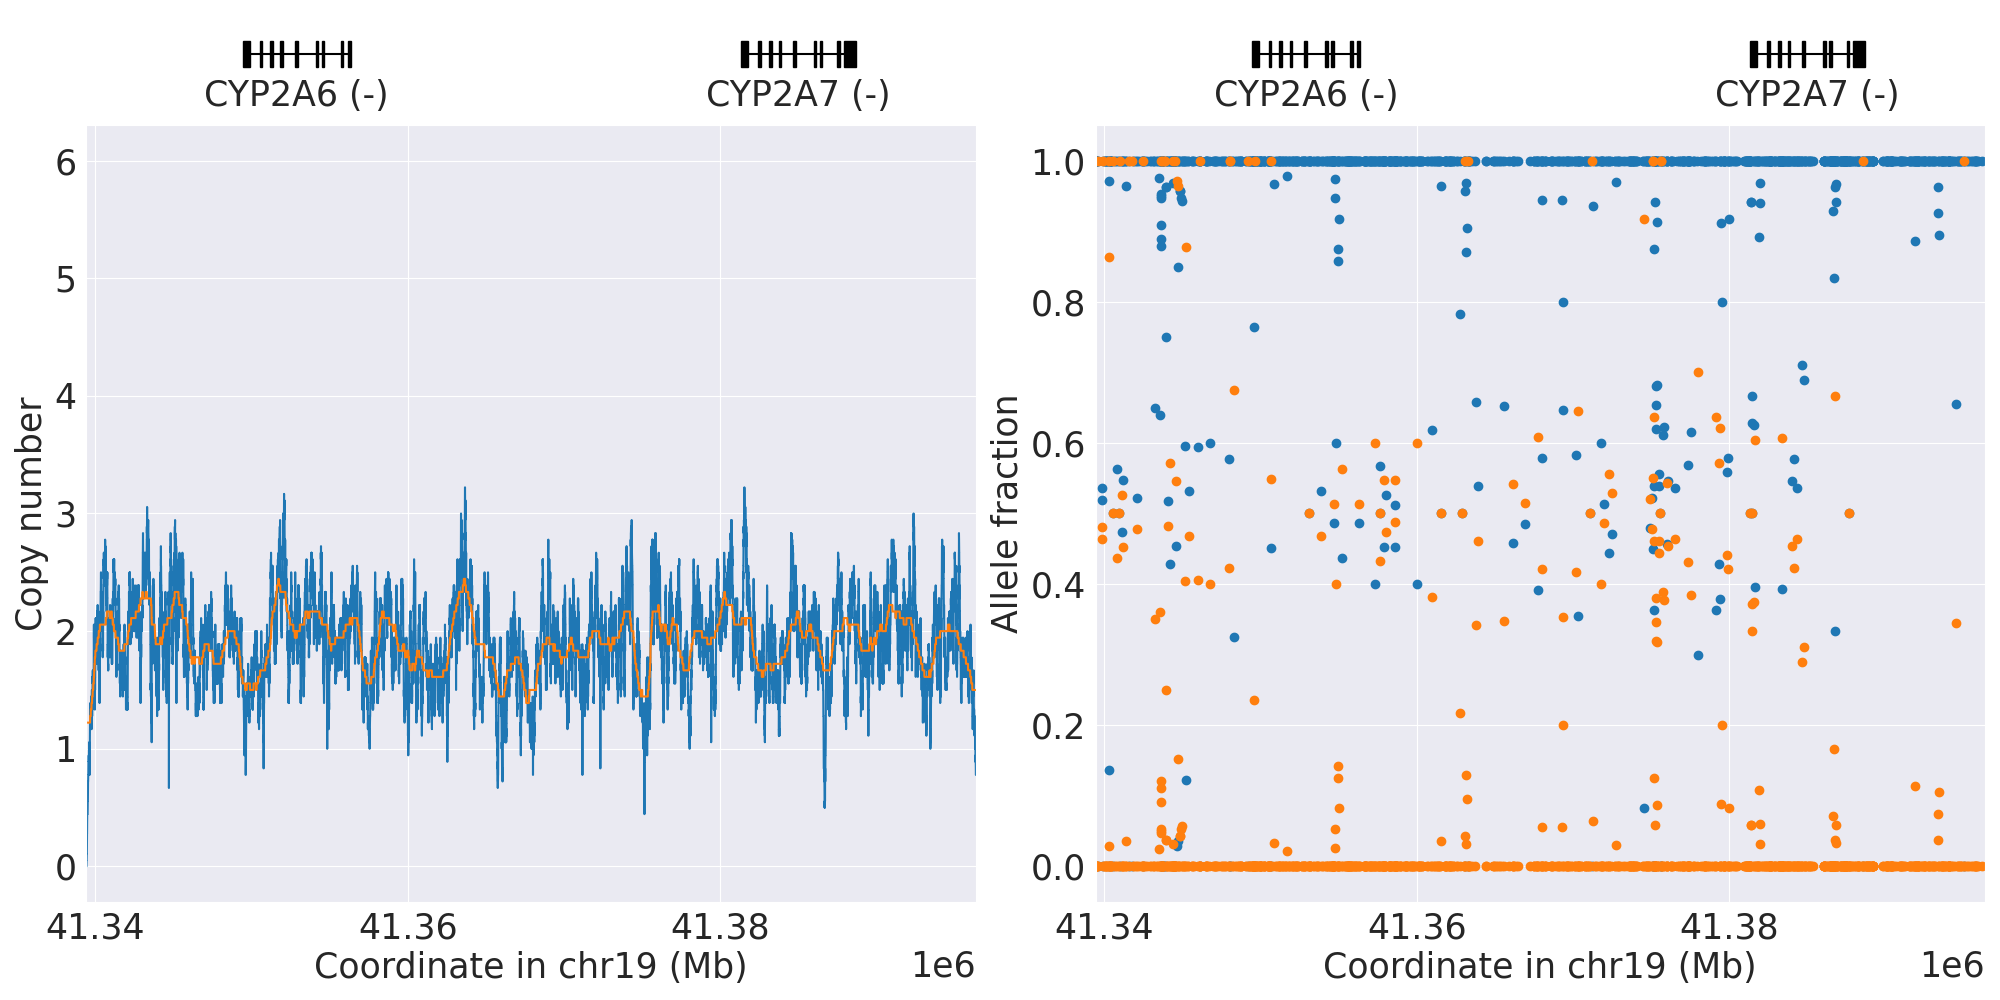 CYP2A6 (-)
CYP2A7 (-)
6
5
4
3
2
1
0
Copy number
41.34
41.36
41.38
Coordinate in chr19 (Mb)
1e6
CYP2A6 (-)
CYP2A7 (-)
1.0
0.8
0.6
0.4
0.2
0.0
Allele fraction
41.34
41.36
41.38
Coordinate in chr19 (Mb)
1e6